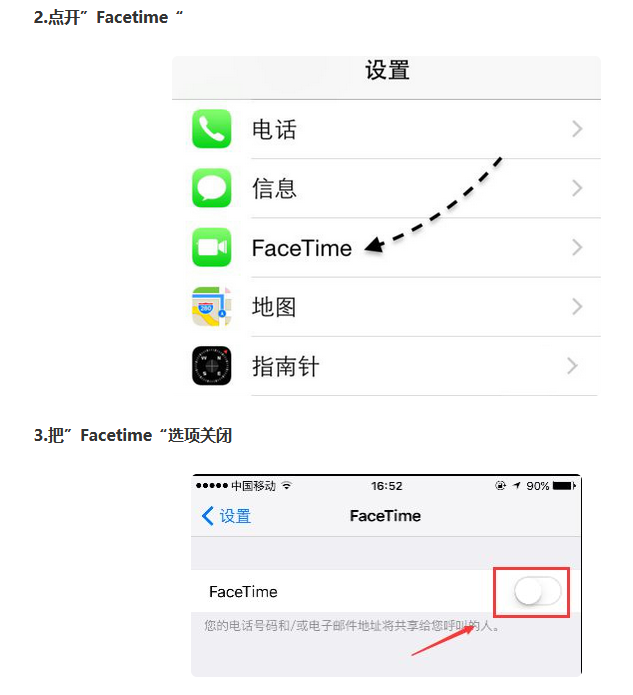 2.点开”Facetime“
设置
电话
信息
FaceTime
地图
280
指南针
3.把”Facetime“选项关闭
中国移动 16:52 90%
设置 FaceTime
FaceTime
您的电话号码和/或电子邮件地址将共享给您呼叫的人。